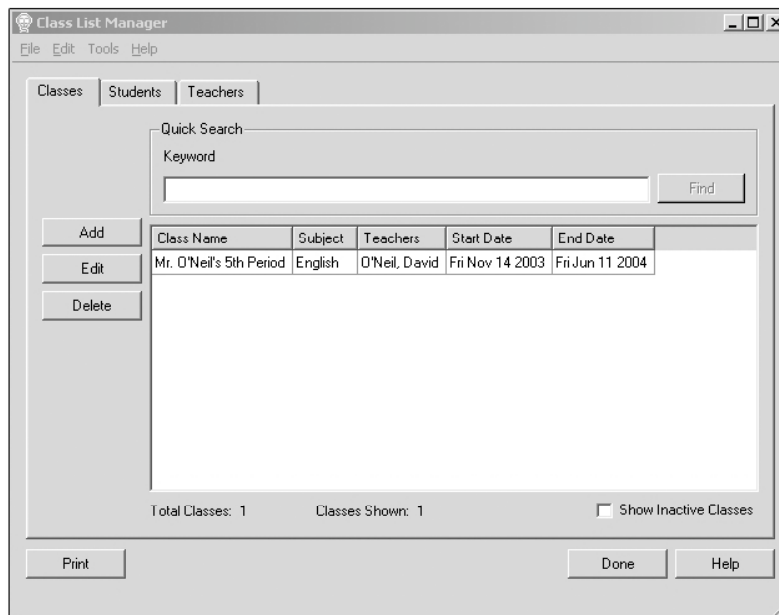 Class List Manager
File Edit Tools Help
Classes Students Teachers
Quick Search
Keyword
Find
Add
Edit
Delete
Class Name Subject Teachers Start Date End Date
Mr. O'Neil's 5th Period English O'Neil, David Fri Nov 14 2003 Fri Jun 11 2004
Total Classes: 1 Classes Shown: 1 Show Inactive Classes
Print Done Help